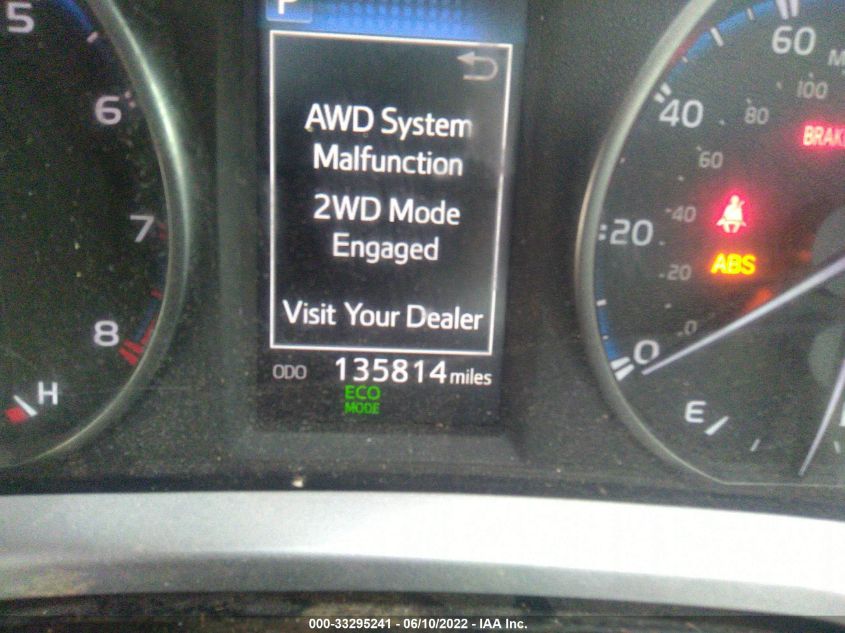 P
AWD System
Malfunction
2WD Mode
Engaged
Visit Your Dealer
ODO 135814 miles
ECO
MODE
5
6
7
8
H
60
40
20
0
100
80
60
40
20
0
BRAKE
ABS
E
000-33295241 - 06/10/2022 - IAA Inc.